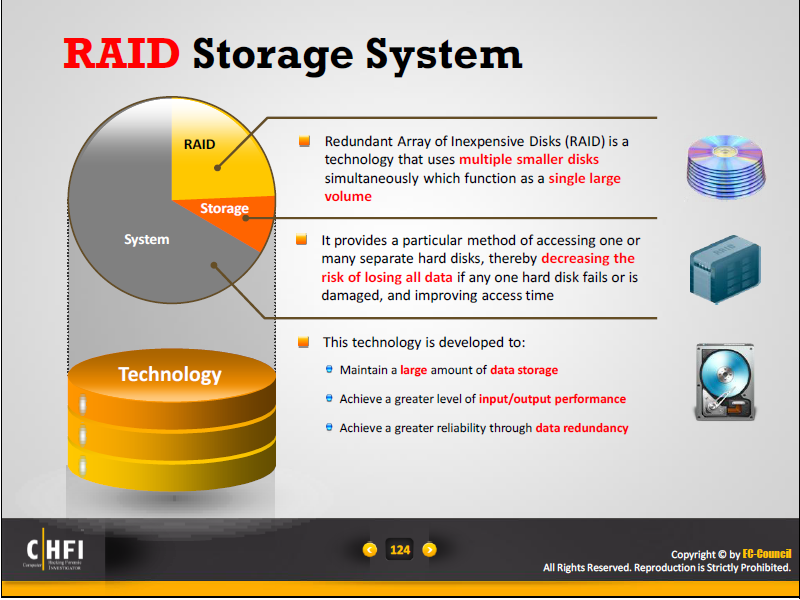 RAID Storage System
RAID
Storage
System
Technology
Redundant Array of Inexpensive Disks (RAID) is a
technology that uses multiple smaller disks
simultaneously which function as a single large
volume
It provides a particular method of accessing one or
many separate hard disks, thereby decreasing the
risk of losing all data if any one hard disk fails or is
damaged, and improving access time
This technology is developed to:
Maintain a large amount of data storage
Achieve a greater level of input/output performance
Achieve a greater reliability through data redundancy
CHFI
Computer Hacking Forensic
INVESTIGATOR
124
Copyright © by EC-Council
All Rights Reserved. Reproduction is Strictly Prohibited.